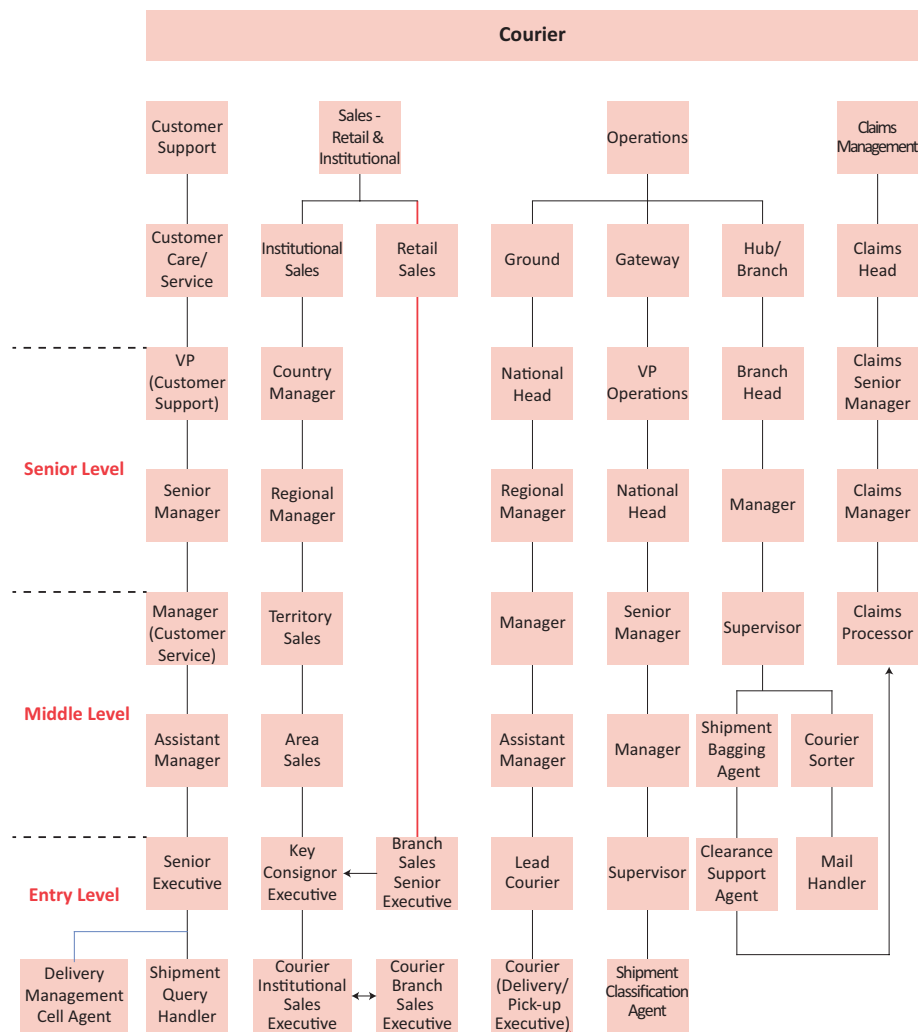 Courier
Customer
Support
Sales -
Retail &
Institutional
Operations
Claims
Management
Customer
Care/
Service
Institutional
Sales
Retail
Sales
Ground
Gateway
Hub/
Branch
Claims
Head
VP
(Customer
Support)
Country
Manager
National
Head
VP
Operations
Branch
Head
Claims
Senior
Manager
Senior Level
Senior
Manager
Regional
Manager
Regional
Manager
National
Head
Manager
Claims
Manager
Manager
(Customer
Service)
Territory
Sales
Manager
Senior
Manager
Supervisor
Claims
Processor
Middle Level
Assistant
Manager
Area
Sales
Assistant
Manager
Manager
Shipment
Bagging
Agent
Courier
Sorter
Entry Level
Senior
Executive
Key
Consignor
Executive
Branch
Sales
Senior
Executive
Lead
Courier
Supervisor
Clearance
Support
Agent
Mail
Handler
Delivery
Management
Cell Agent
Shipment
Query
Handler
Courier
Institutional
Sales
Executive
Courier
Branch
Sales
Executive
Courier
(Delivery/
Pick-up
Executive)
Shipment
Classification
Agent